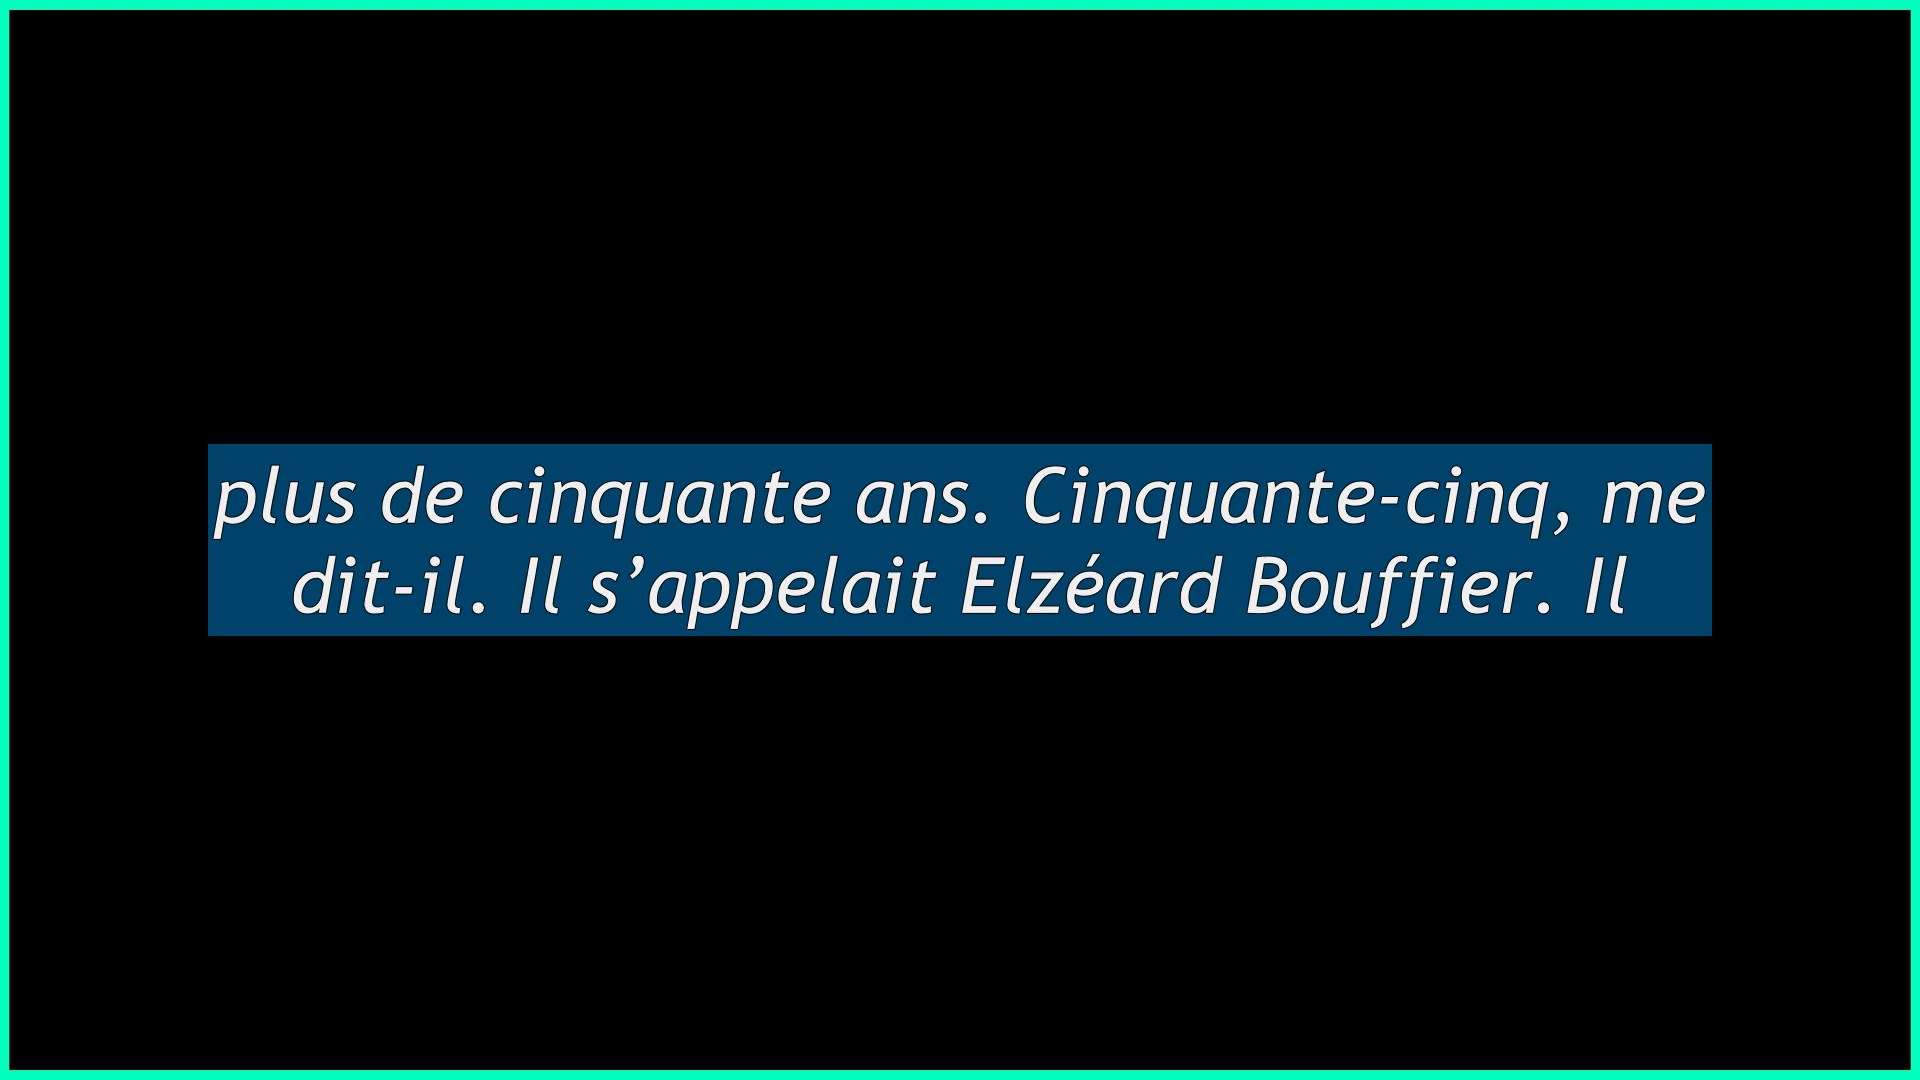 plus de cinquante ans. Cinquante-cinq, me
dit-il. Il s’appelait Elzéard Bouffier. Il